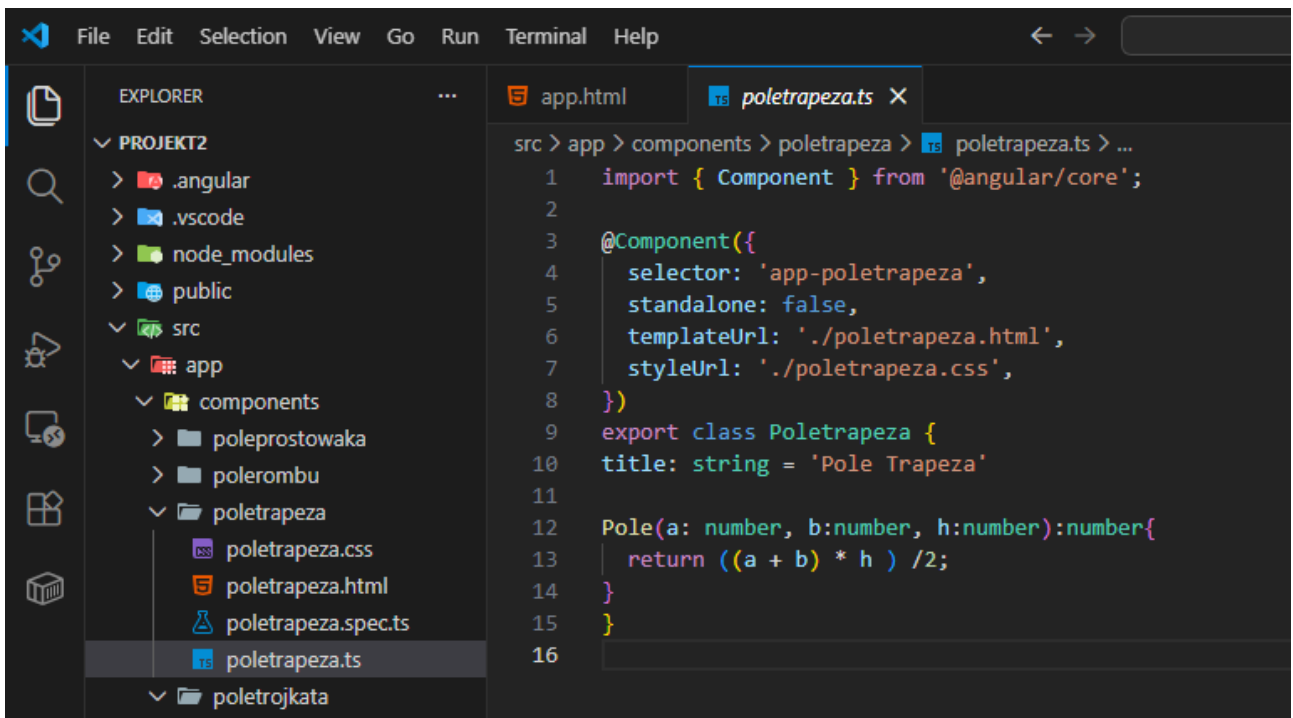 File Edit Selection View Go Run Terminal Help
EXPLORER
PROJEKT2
.angular
.vscode
node_modules
public
src
app
components
poleprostowaka
polerombu
poletrapeza
poletrapeza.css
poletrapeza.html
poletrapeza.spec.ts
poletrapeza.ts
poletrojkata
app.html
poletrapeza.ts
src > app > components > poletrapeza > TS poletrapeza.ts > ...
1 import { Component } from '@angular/core';
2
3 @Component({
4 selector: 'app-poletrapeza',
5 standalone: false,
6 templateUrl: './poletrapeza.html',
7 styleUrl: './poletrapeza.css',
8 })
9 export class Poletrapeza {
10 title: string = 'Pole Trapeza'
11
12 Pole(a: number, b:number, h:number):number{
13 return ((a + b) * h ) /2;
14 }
15 }
16